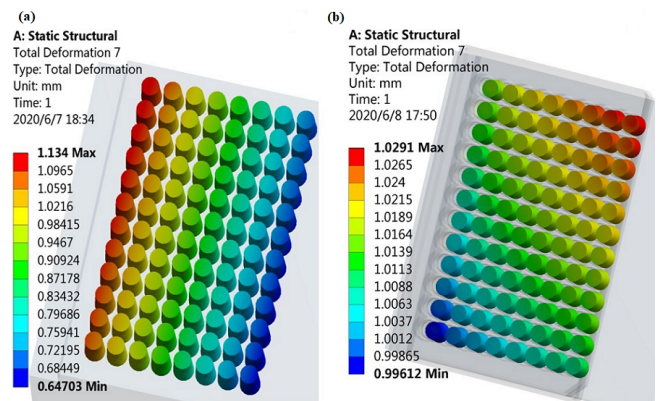 (a)
A: Static Structural
Total Deformation 7
Type: Total Deformation
Unit: mm
Time: 1
2020/6/7 18:34
1.134 Max
1.0965
1.0591
1.0216
0.98415
0.9467
0.90924
0.87178
0.83432
0.79686
0.75941
0.72195
0.68449
0.64703 Min
(b)
A: Static Structural
Total Deformation 7
Type: Total Deformation
Unit: mm
Time: 1
2020/6/8 17:50
1.0291 Max
1.0265
1.024
1.0215
1.0189
1.0164
1.0139
1.0113
1.0088
1.0063
1.0037
1.0012
0.99865
0.99612 Min